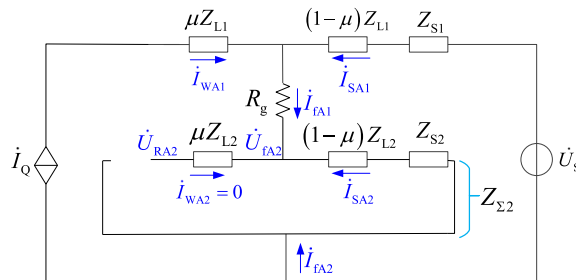 μZ_L1 (1−μ)Z_L1 Z_S1
İ_WA1 İ_SA1
R_g İ_fA1
μZ_L2 (1−μ)Z_L2 Z_S2
U̇_RA2 U̇_fA2
İ_Q U̇_S
İ_WA2 = 0 İ_SA2 Z_Σ2
İ_fA2